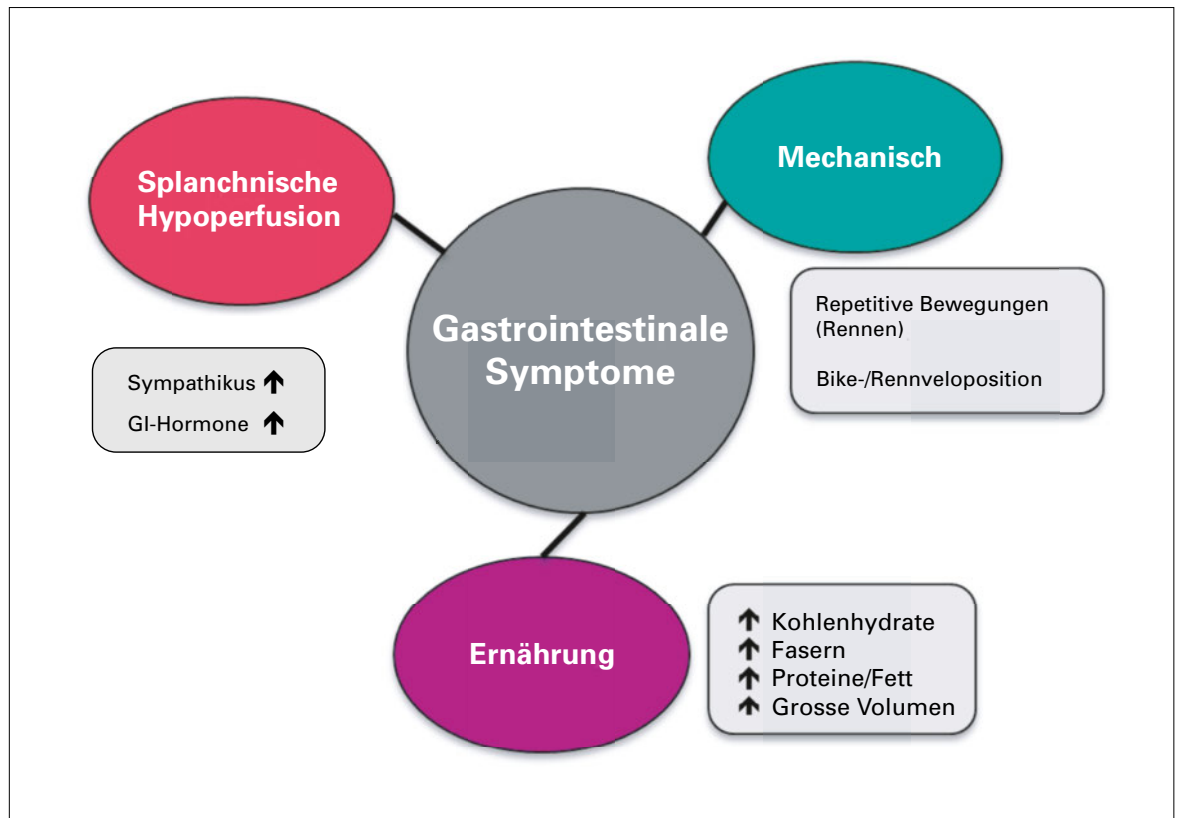 Splanchnische
Hypoperfusion
Sympathikus ↑
GI-Hormone ↑
Gastrointestinale
Symptome
Mechanisch
Repetitive Bewegungen
(Rennen)
Bike-/Rennveloposition
Ernährung
↑ Kohlenhydrate
↑ Fasern
↑ Proteine/Fett
↑ Grosse Volumen